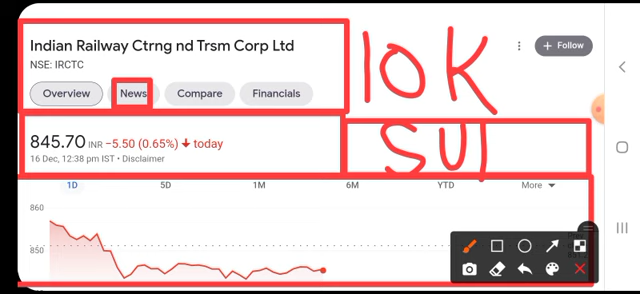 Indian Railway Ctrng nd Trsm Corp Ltd
NSE: IRCTC
+ Follow
Overview News Compare Financials
10K
845.70 INR −5.50 (0.65%) ↓ today
16 Dec, 12:38 pm IST • Disclaimer
SUI
1D 5D 1M 6M YTD More
860
850